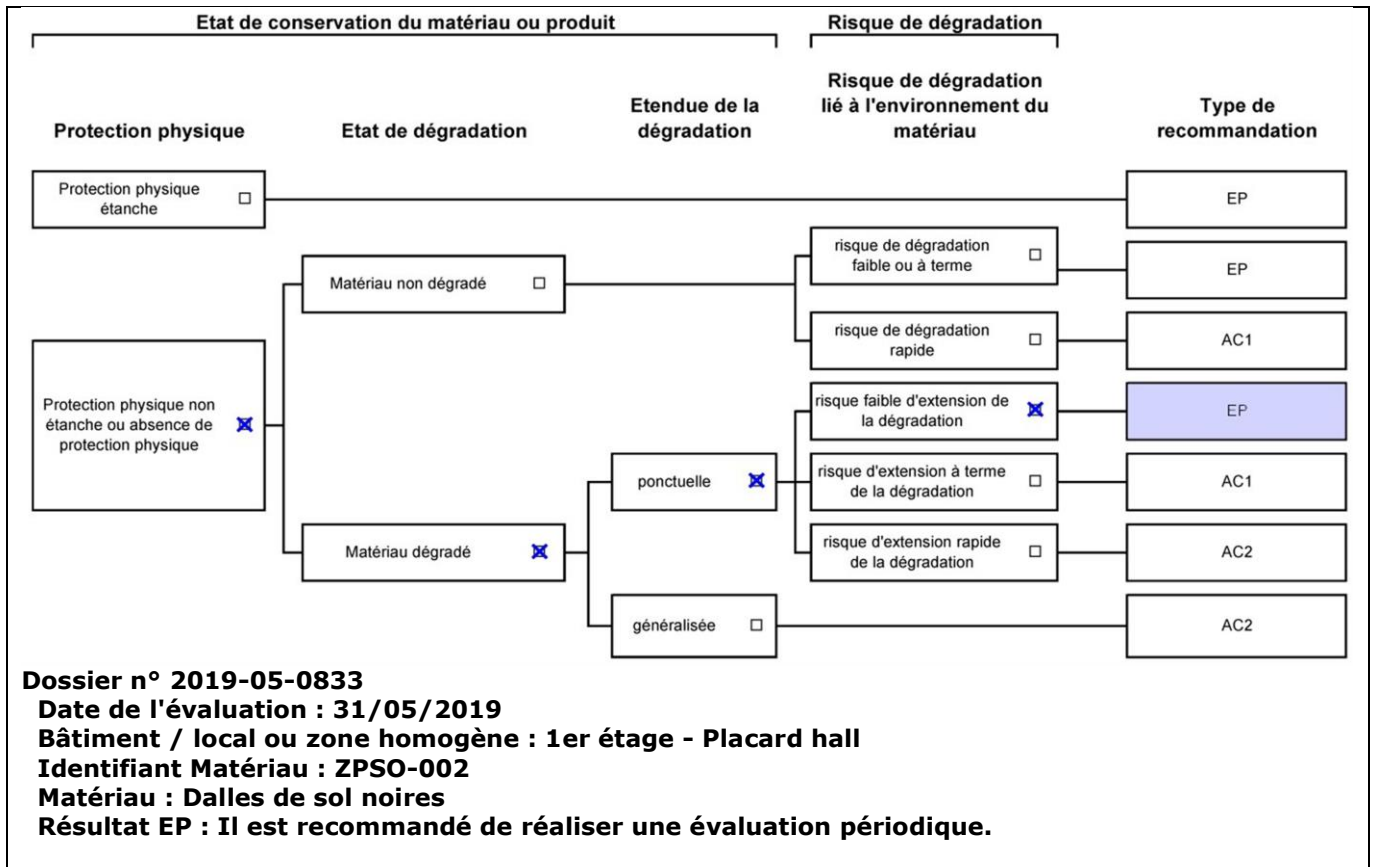 Etat de conservation du matériau ou produit
Risque de dégradation
Protection physique
Etat de dégradation
Etendue de la
dégradation
Risque de dégradation
lié à l'environnement du
matériau
Type de
recommandation
Protection physique
étanche
EP
risque de dégradation
faible ou à terme
EP
Matériau non dégradé
risque de dégradation
rapide
AC1
Protection physique non
étanche ou absence de
protection physique
risque faible d'extension de
la dégradation
EP
ponctuelle
risque d'extension à terme
de la dégradation
AC1
Matériau dégradé
risque d'extension rapide
de la dégradation
AC2
généralisée
AC2
Dossier n° 2019-05-0833
Date de l'évaluation : 31/05/2019
Bâtiment / local ou zone homogène : 1er étage - Placard hall
Identifiant Matériau : ZPSO-002
Matériau : Dalles de sol noires
Résultat EP : Il est recommandé de réaliser une évaluation périodique.